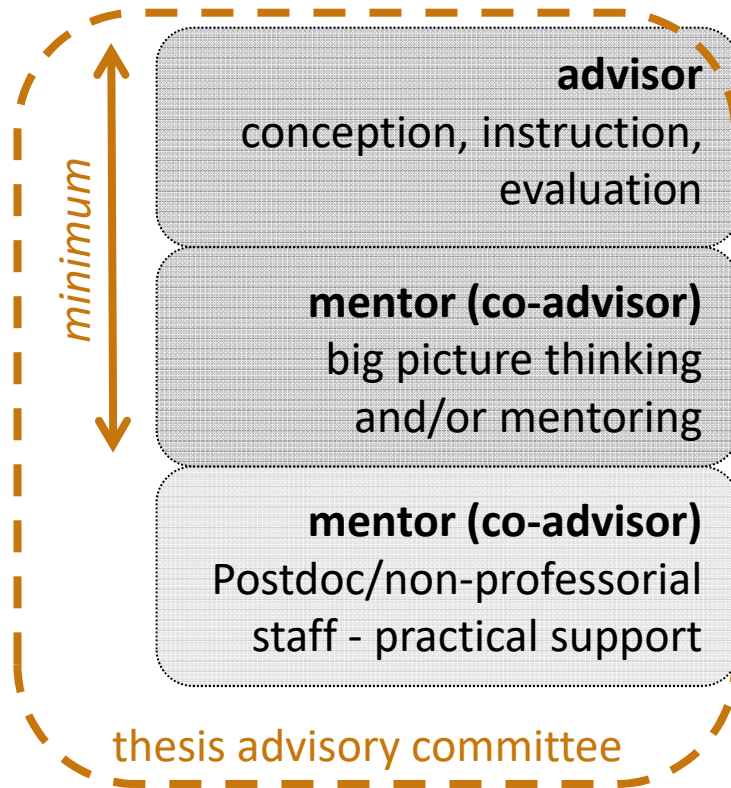 advisor
conception, instruction,
evaluation
minimum
mentor (co-advisor)
big picture thinking
and/or mentoring
mentor (co-advisor)
Postdoc/non-professorial
staff - practical support
thesis advisory committee